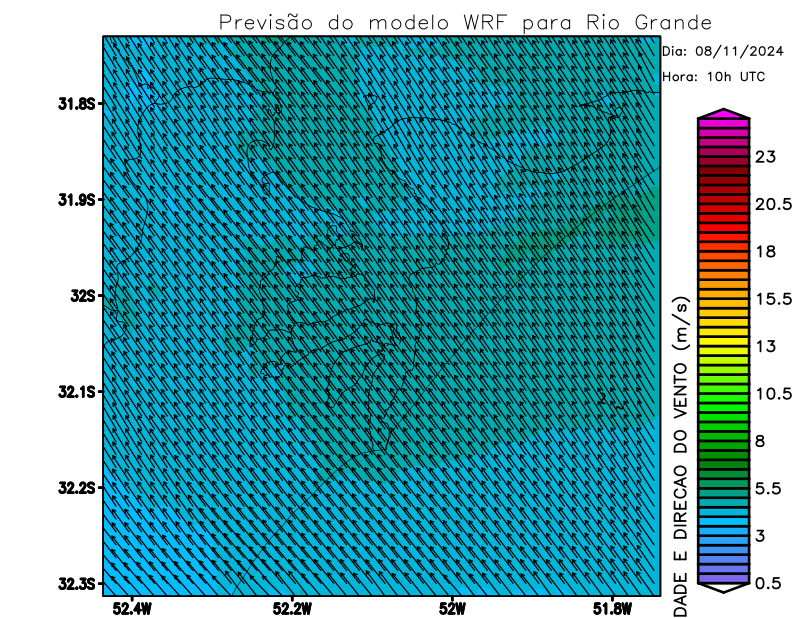 Previsão do modelo WRF para Rio Grande
Dia: 08/11/2024
Hora: 10h UTC
31.8S
31.9S
32S
32.1S
32.2S
32.3S
52.4W
52.2W
52W
51.8W
23
20.5
18
15.5
13
10.5
8
5.5
3
0.5
DADE E DIRECAO DO VENTO (m/s)